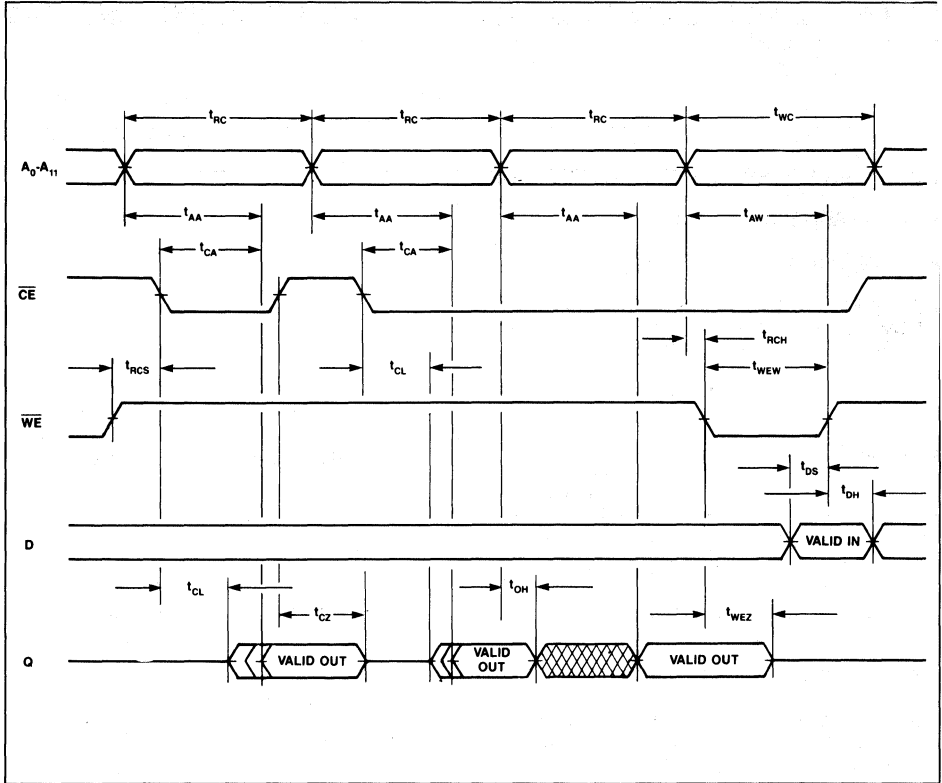 tRC tRC tRC tWC
A0-A11
tAA tAA tAA tAW
tCA tCA
CE
tRCH
tRCS tCL tWEW
WE
tDS
tDH
D VALID IN
tCL tOH
tCZ tWEZ
Q VALID OUT VALID OUT VALID OUT